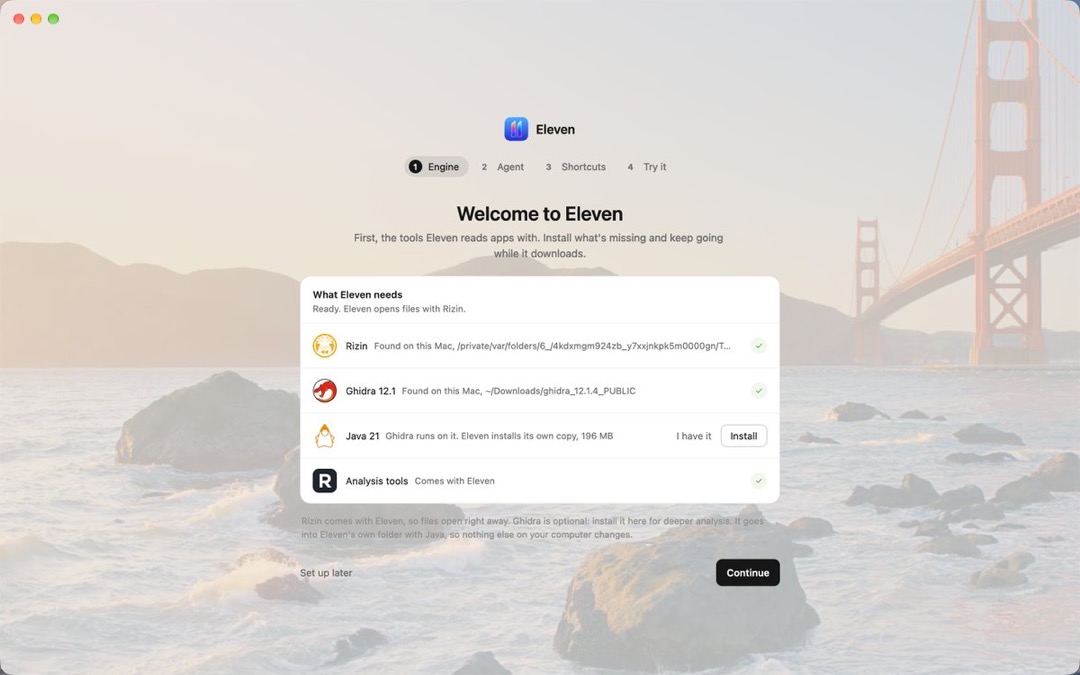 Eleven
1 Engine 2 Agent 3 Shortcuts 4 Try it
Welcome to Eleven
First, the tools Eleven reads apps with. Install what's missing and keep going
while it downloads.
What Eleven needs
Ready. Eleven opens files with Rizin.
Rizin Found on this Mac, /private/var/folders/6_/4kdxmgm924zb_y7xxjnkpk5m0000gn/T...
Ghidra 12.1 Found on this Mac, ~/Downloads/ghidra_12.1.4_PUBLIC
Java 21 Ghidra runs on it. Eleven installs its own copy, 196 MB I have it Install
R Analysis tools Comes with Eleven
Rizin comes with Eleven, so files open right away. Ghidra is optional: install it here for deeper analysis. It goes
into Eleven's own folder with Java, so nothing else on your computer changes.
Set up later Continue